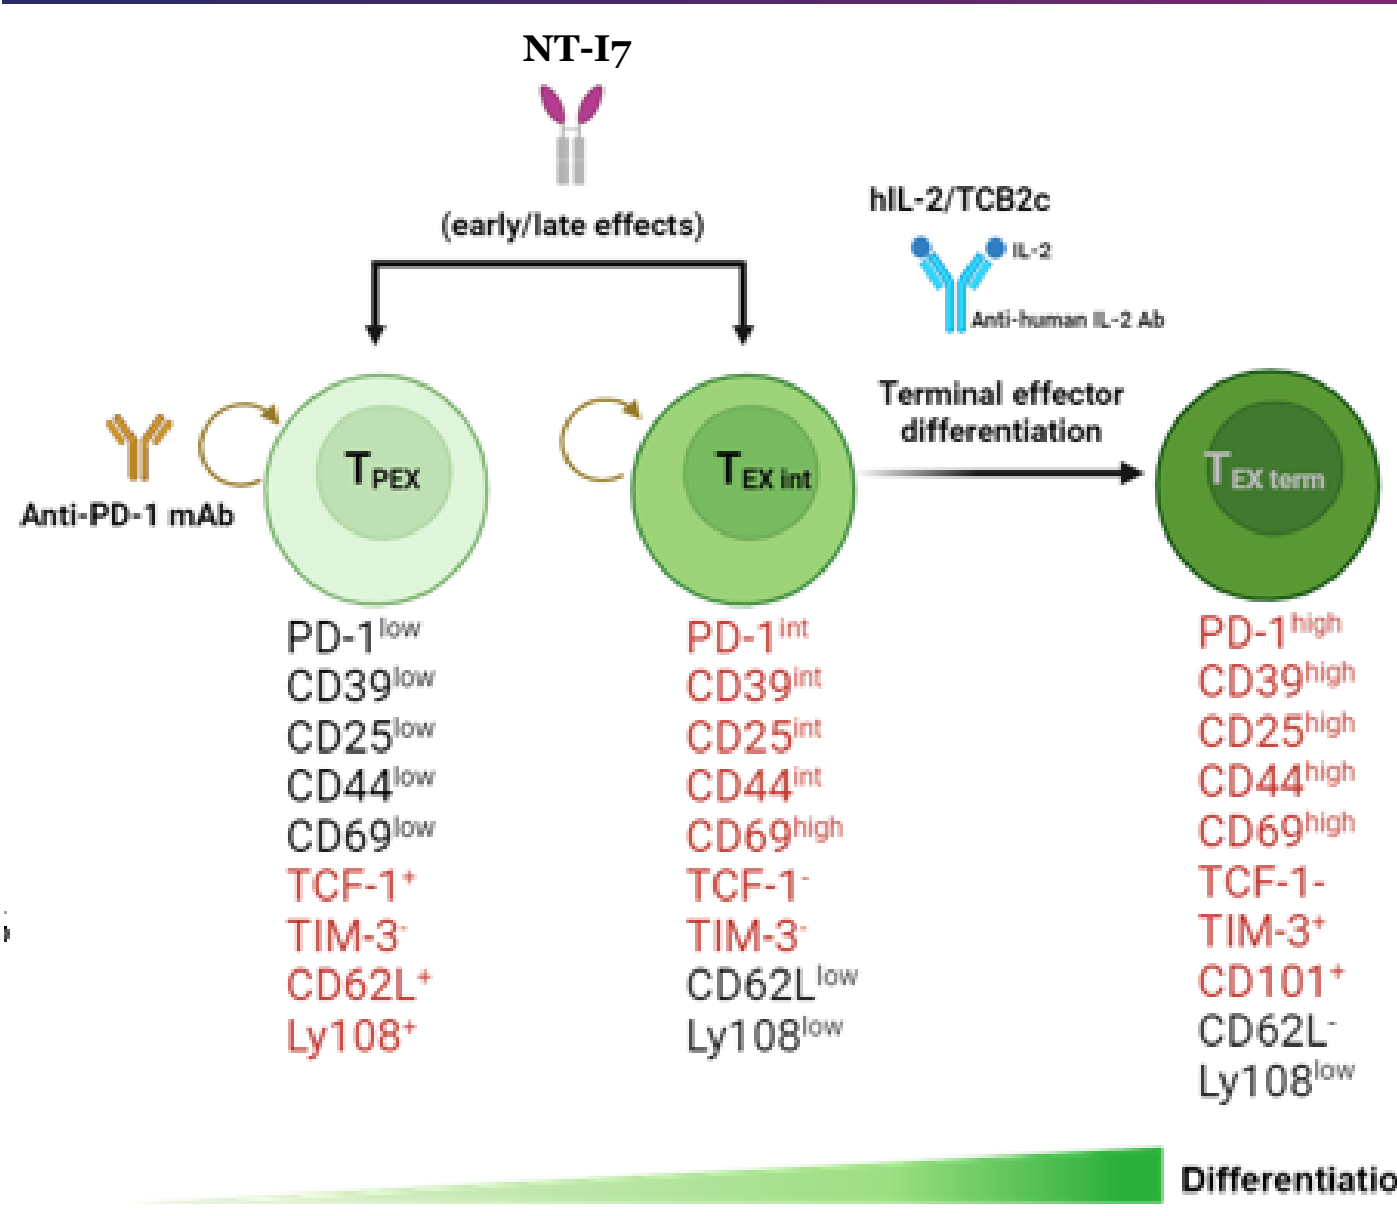 NT-I7
(early/late effects)
hIL-2/TCB2c
IL-2
Anti-human IL-2 Ab
Terminal effector
differentiation
Anti-PD-1 mAb
TPEX
TEX int
TEX term
PD-1low
CD39low
CD25low
CD44low
CD69low
TCF-1+
TIM-3-
CD62L+
Ly108+
PD-1int
CD39int
CD25int
CD44int
CD69high
TCF-1-
TIM-3-
CD62Llow
Ly108low
PD-1high
CD39high
CD25high
CD44high
CD69high
TCF-1-
TIM-3+
CD101+
CD62L-
Ly108low
Differentiatio